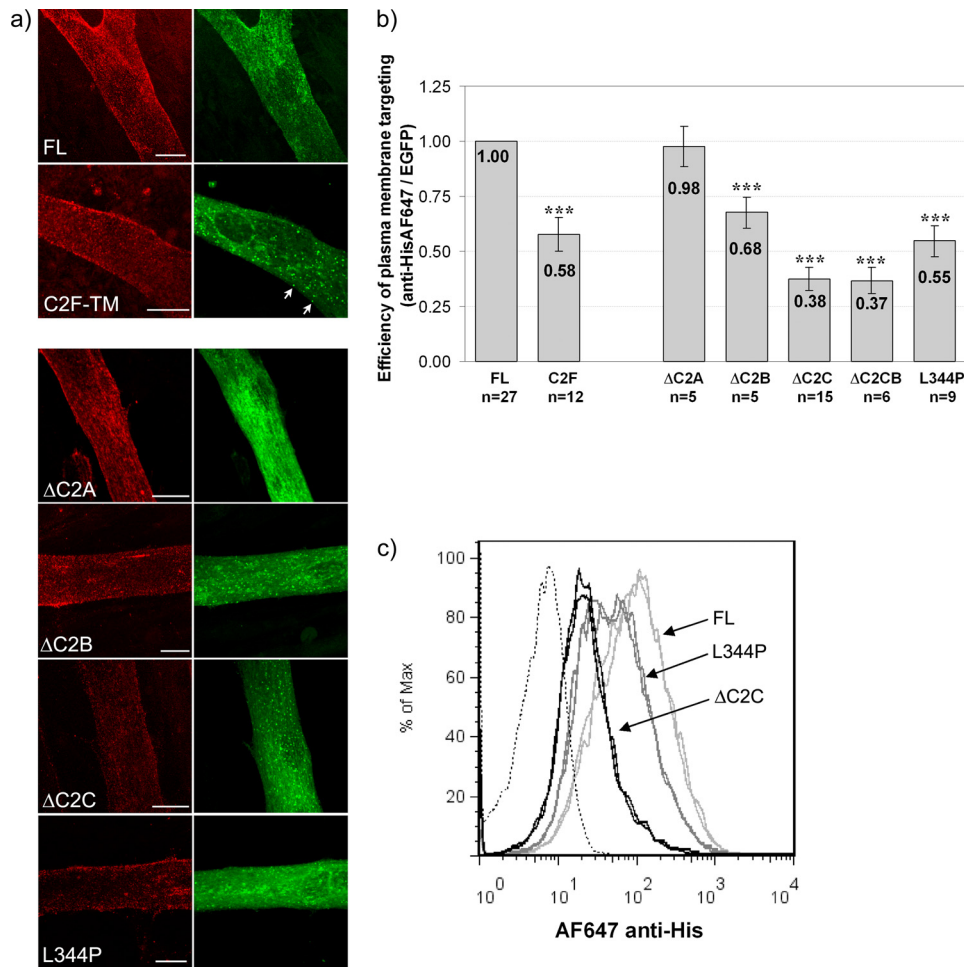 a)
FL
C2F-TM
ΔC2A
ΔC2B
ΔC2C
L344P
b)
Efficiency of plasma membrane targeting
(anti-HisAF647 / EGFP)
1.25
1.00
0.75
0.50
0.25
0.00
1.00
***
0.58
0.98
***
0.68
***
0.38
***
0.37
***
0.55
FL
n=27
C2F
n=12
ΔC2A
n=5
ΔC2B
n=5
ΔC2C
n=15
ΔC2CB
n=6
L344P
n=9
c)
% of Max
100
80
60
40
20
FL
L344P
ΔC2C
10⁰ 10¹ 10² 10³ 10⁴
AF647 anti-His